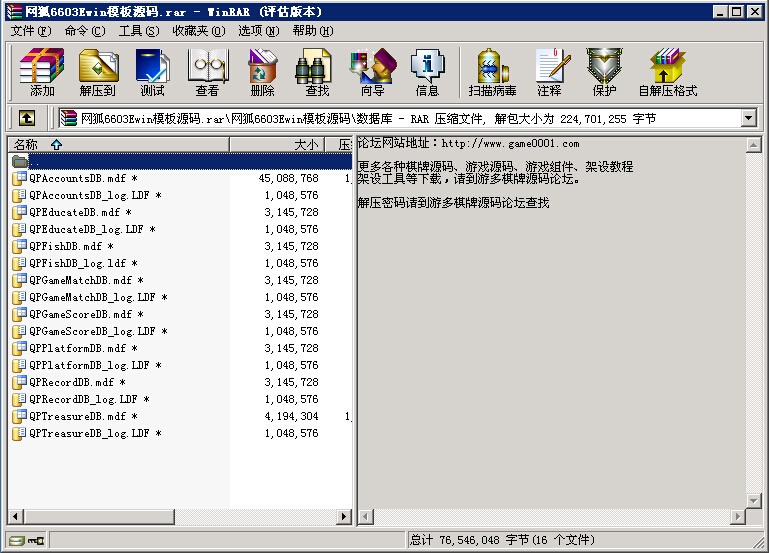 网狐6603Ewin模板源码.rar - WinRAR (评估版本)
文件(F) 命令(C) 工具(S) 收藏夹(O) 选项(N) 帮助(H)
添加 解压到 测试 查看 删除 查找 向导 信息 扫描病毒 注释 保护 自解压格式
网狐6603Ewin模板源码.rar\网狐6603Ewin模板源码\数据库 - RAR 压缩文件, 解包大小为 224,701,255 字节
名称 大小 压
..
QPAccountsDB.mdf * 45,088,768 1,
QPAccountsDB_log.LDF * 1,048,576
QPEducateDB.mdf * 3,145,728
QPEducateDB_log.LDF * 1,048,576
QPFishDB.mdf * 3,145,728
QPFishDB_log.ldf * 1,048,576
QPGameMatchDB.mdf * 3,145,728
QPGameMatchDB_log.LDF * 1,048,576
QPGameScoreDB.mdf * 3,145,728
QPGameScoreDB_log.LDF * 1,048,576
QPPlatformDB.mdf * 3,145,728
QPPlatformDB_log.LDF * 1,048,576
QPRecordDB.mdf * 3,145,728
QPRecordDB_log.LDF * 1,048,576
QPTreasureDB.mdf * 4,194,304 1,
QPTreasureDB_log.LDF * 1,048,576
论坛网站地址：http://www.game0001.com
更多各种棋牌源码、游戏源码、游戏组件、架设教程
架设工具等下载，请到游多棋牌源码论坛。
解压密码请到游多棋牌源码论坛查找
总计 76,546,048 字节(16 个文件)